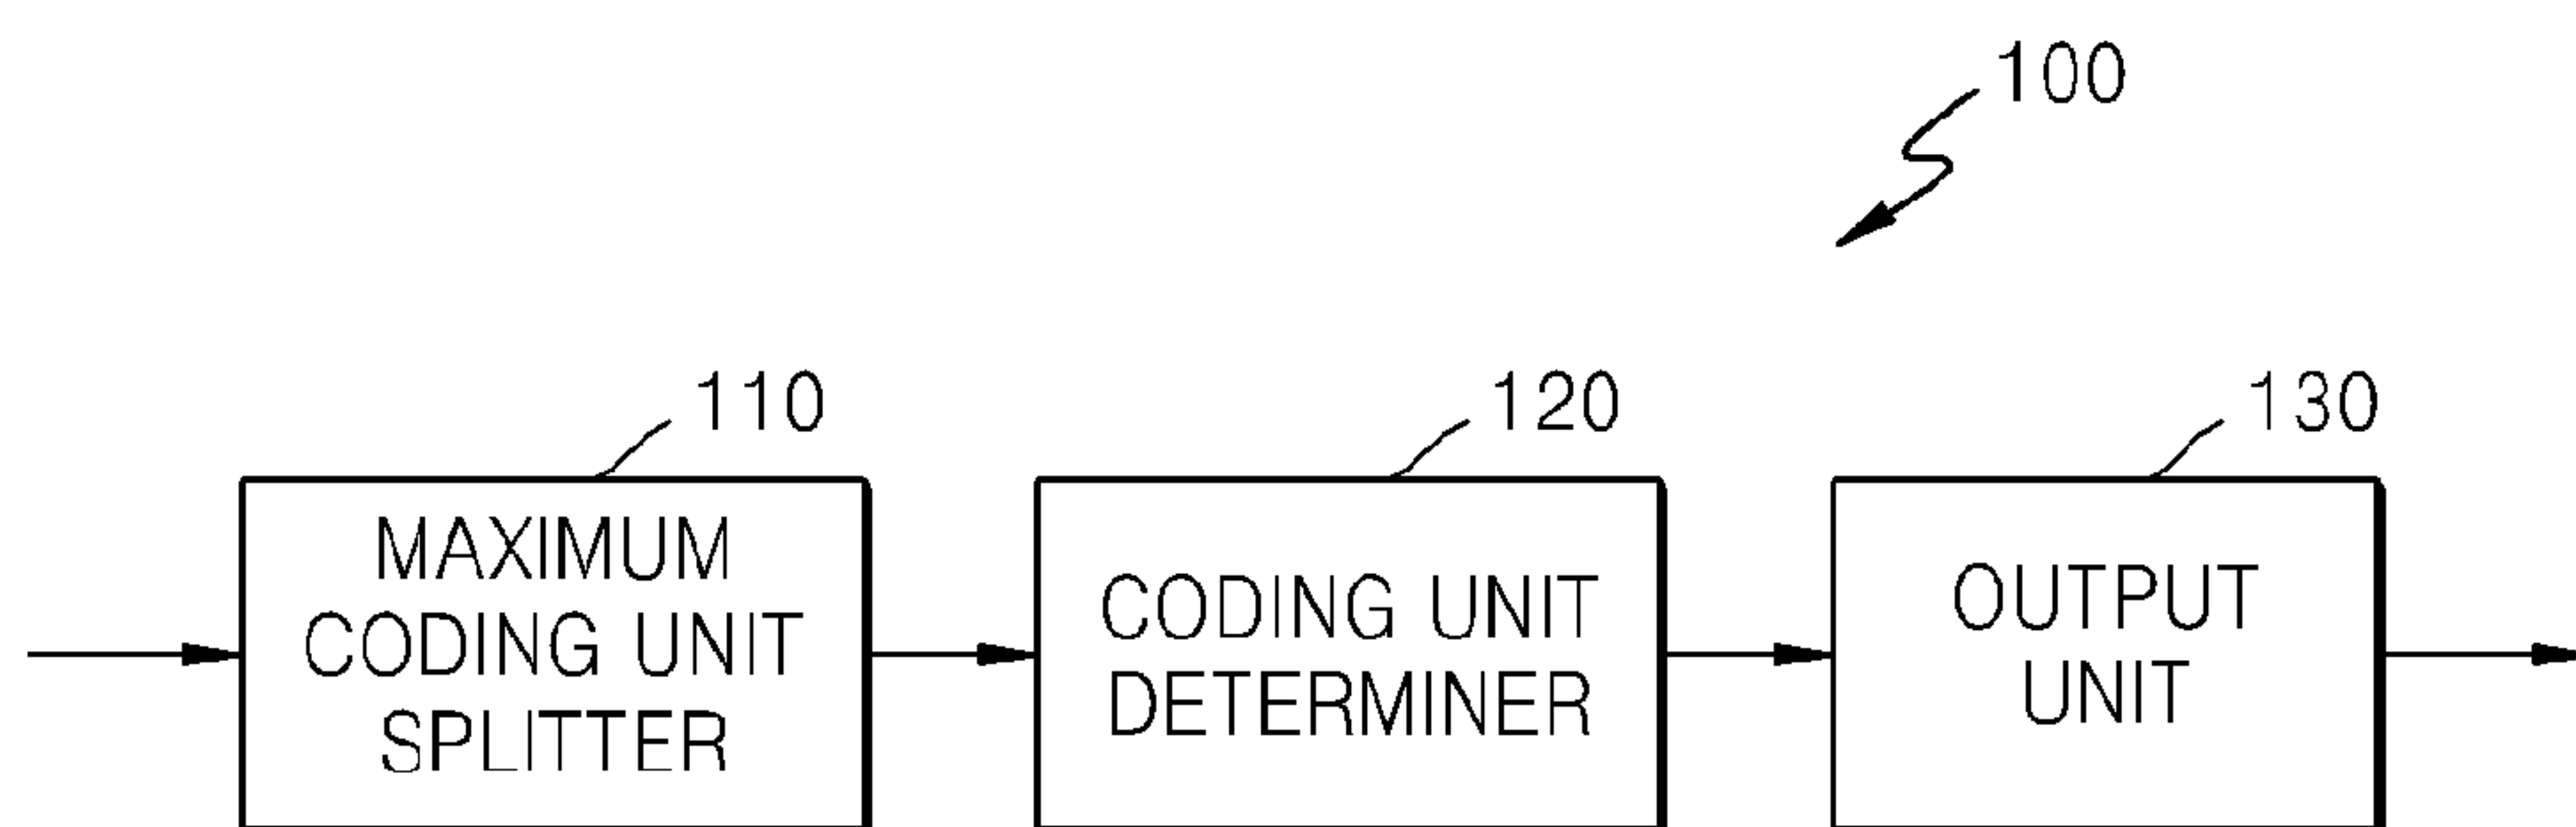 100
110
120
130
MAXIMUM
CODING UNIT
SPLITTER
CODING UNIT
DETERMINER
OUTPUT
UNIT